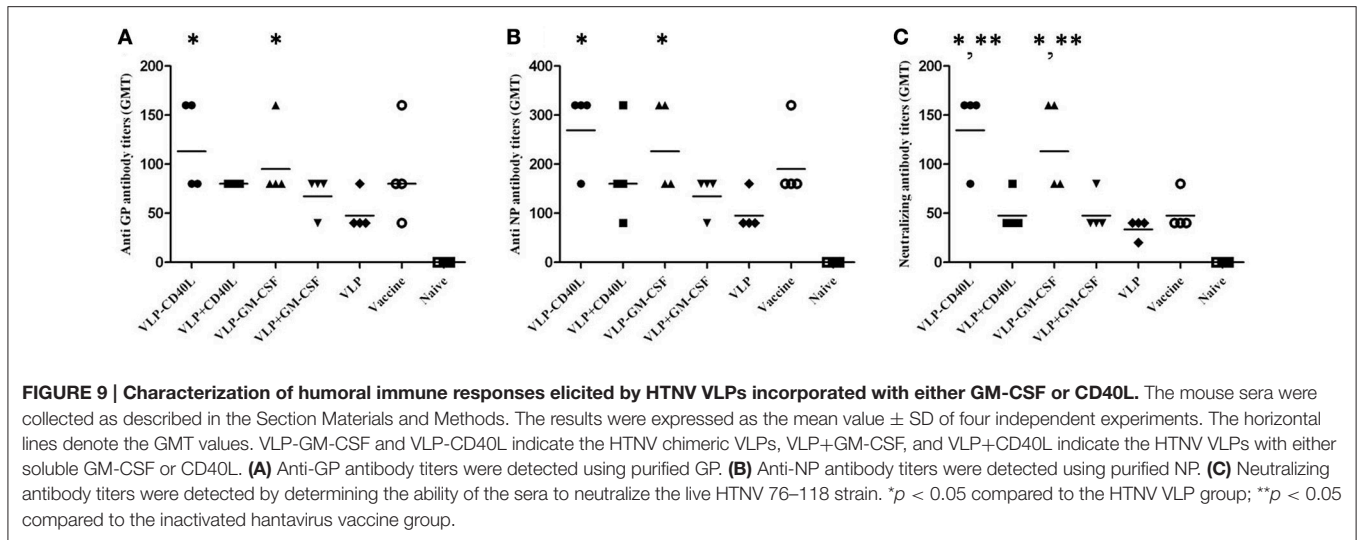 A
*
*
Anti GP antibody titers (GMT)
200
150
100
50
0
VLP-CD40L
VLP+CD40L
VLP-GM-CSF
VLP+GM-CSF
VLP
Vaccine
Naive
B
*
*
Anti NP antibody titers (GMT)
400
300
200
100
0
VLP-CD40L
VLP+CD40L
VLP-GM-CSF
VLP+GM-CSF
VLP
Vaccine
Naive
C
*, **
*, **
Neutralizing antibody titers (GMT)
200
150
100
50
0
VLP-CD40L
VLP+CD40L
VLP-GM-CSF
VLP+GM-CSF
VLP
Vaccine
Naive
FIGURE 9 | Characterization of humoral immune responses elicited by HTNV VLPs incorporated with either GM-CSF or CD40L. The mouse sera were
collected as described in the Section Materials and Methods. The results were expressed as the mean value ± SD of four independent experiments. The horizontal
lines denote the GMT values. VLP-GM-CSF and VLP-CD40L indicate the HTNV chimeric VLPs, VLP+GM-CSF, and VLP+CD40L indicate the HTNV VLPs with either
soluble GM-CSF or CD40L. (A) Anti-GP antibody titers were detected using purified GP. (B) Anti-NP antibody titers were detected using purified NP. (C) Neutralizing
antibody titers were detected by determining the ability of the sera to neutralize the live HTNV 76–118 strain. *p < 0.05 compared to the HTNV VLP group; **p < 0.05
compared to the inactivated hantavirus vaccine group.